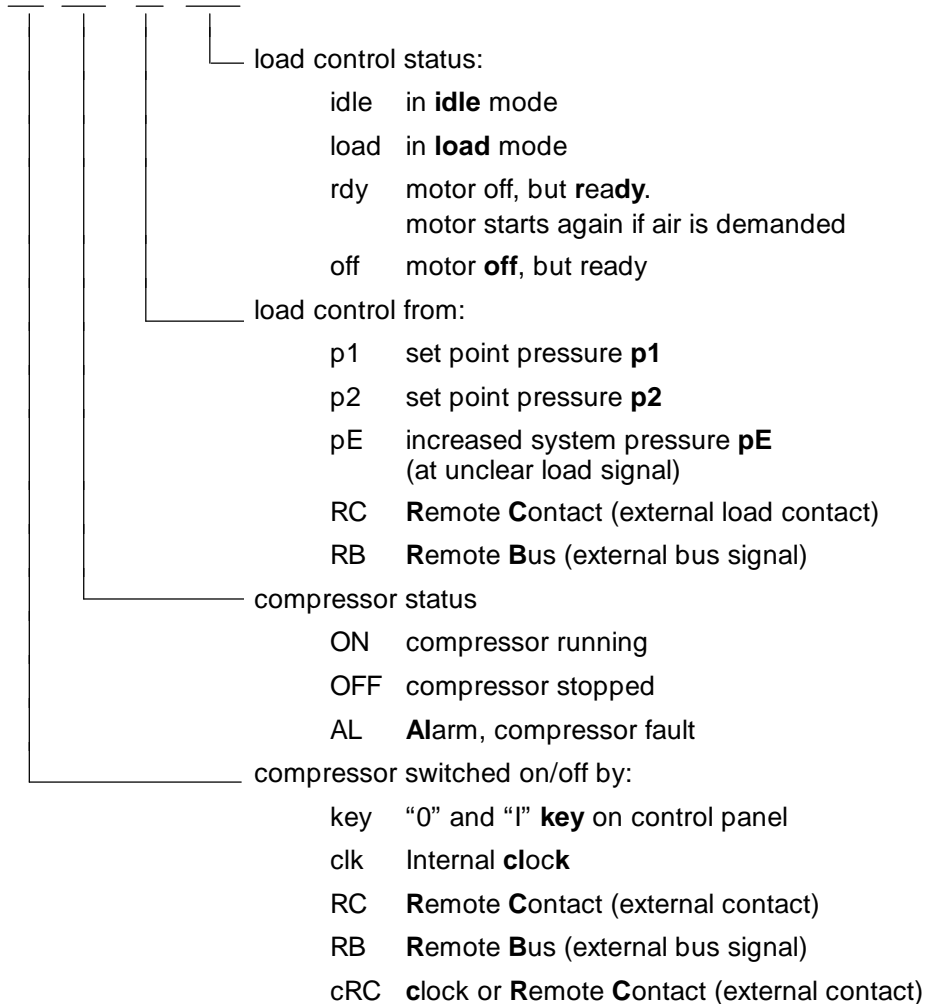 load control status:
idle in idle mode
load in load mode
rdy motor off, but ready.
motor starts again if air is demanded
off motor off, but ready
load control from:
p1 set point pressure p1
p2 set point pressure p2
pE increased system pressure pE
(at unclear load signal)
RC Remote Contact (external load contact)
RB Remote Bus (external bus signal)
compressor status
ON compressor running
OFF compressor stopped
AL Alarm, compressor fault
compressor switched on/off by:
key “0” and “I” key on control panel
clk Internal clock
RC Remote Contact (external contact)
RB Remote Bus (external bus signal)
cRC clock or Remote Contact (external contact)